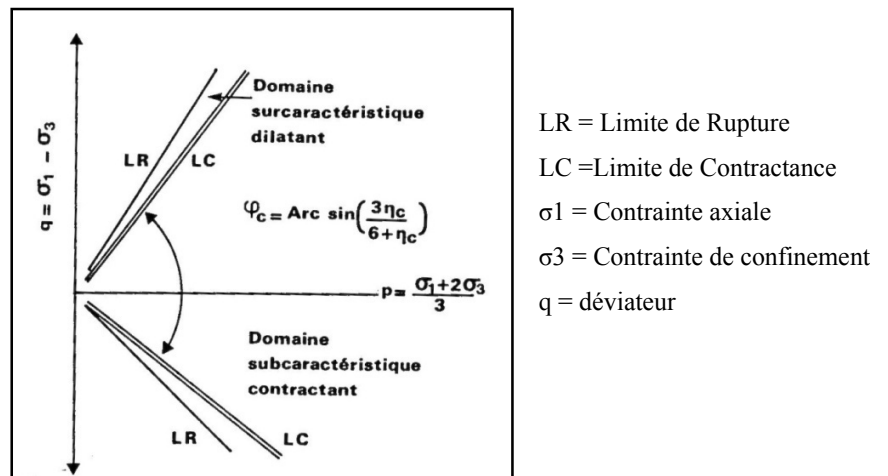 q = σ1 − σ3
Domaine
surcaractéristique
dilatant
LR
LC
φc = Arc sin(3ηc / 6+ηc)
p = σ1+2σ3 / 3
Domaine
subcaractéristique
contractant
LR
LC
LR = Limite de Rupture
LC =Limite de Contractance
σ1 = Contrainte axiale
σ3 = Contrainte de confinement
q = déviateur